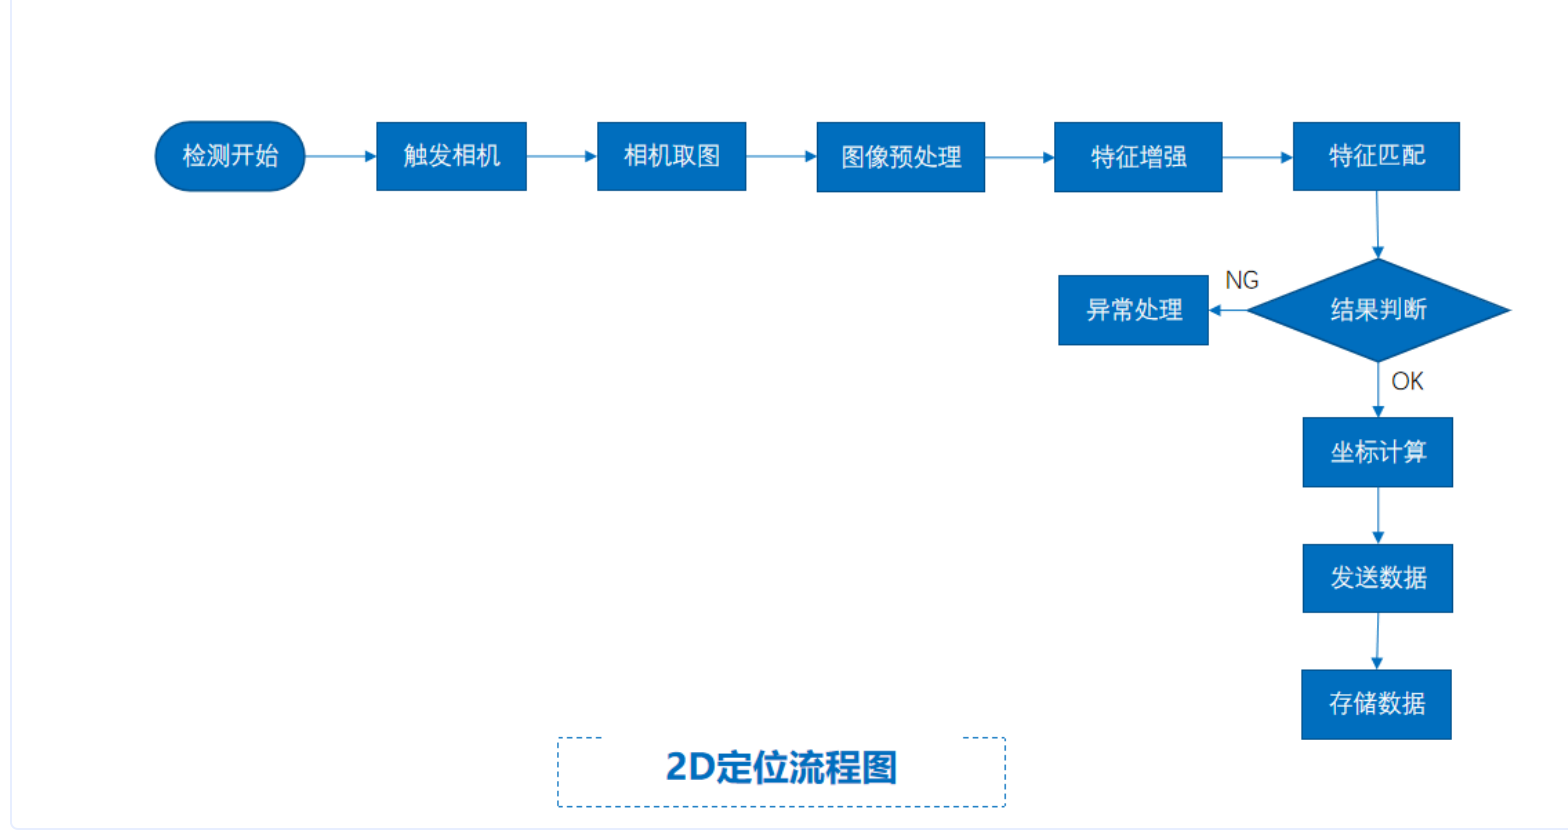 检测开始
触发相机
相机取图
图像预处理
特征增强
特征匹配
异常处理
NG
结果判断
OK
坐标计算
发送数据
存储数据
2D定位流程图